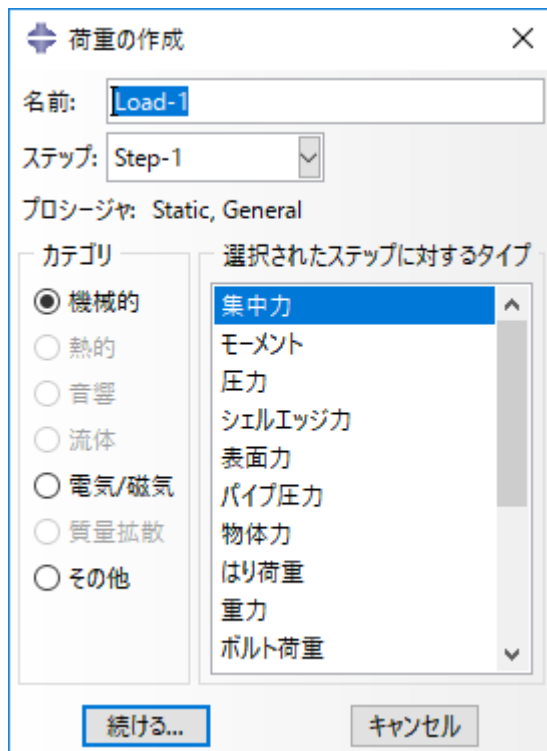 荷重の作成
名前: Load-1
ステップ: Step-1
プロシージャ: Static, General
カテゴリ
機械的
熱的
音響
流体
電気/磁気
質量拡散
その他
選択されたステップに対するタイプ
集中力
モーメント
圧力
シェルエッジ力
表面力
パイプ圧力
物体力
はり荷重
重力
ボルト荷重
続ける...
キャンセル